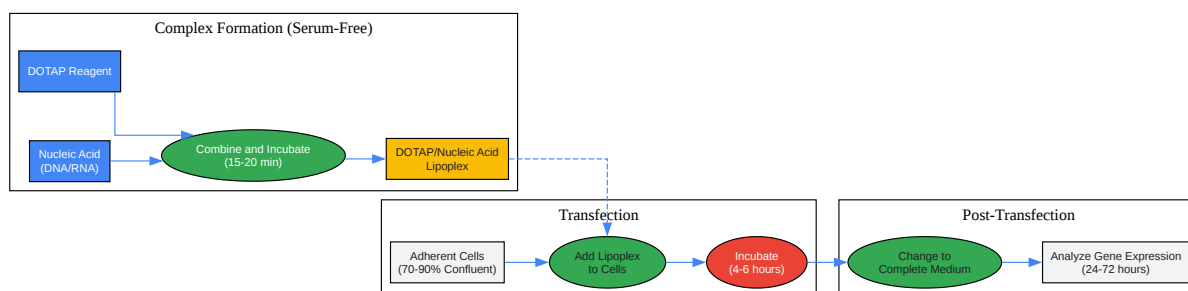 Complex Formation (Serum-Free)
DOTAP Reagent
Nucleic Acid
(DNA/RNA)
Combine and Incubate
(15-20 min)
DOTAP/Nucleic Acid
Lipoplex
Transfection
Adherent Cells
(70-90% Confluent)
Add Lipoplex
to Cells
Incubate
(4-6 hours)
Post-Transfection
Change to
Complete Medium
Analyze Gene Expression
(24-72 hours)